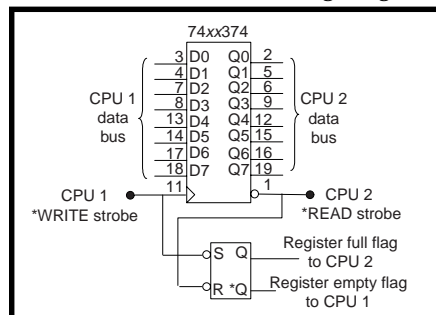 74xx374
3 D0 Q0 2
4 D1 Q1 5
7 D2 Q2 6
8 D3 Q3 9
13 D4 Q4 12
14 D5 Q5 15
17 D6 Q6 16
18 D7 Q7 19
CPU 1
data
bus
CPU 2
data
bus
11
1
CPU 1
*WRITE strobe
CPU 2
*READ strobe
S Q
R *Q
Register full flag
to CPU 2
Register empty flag
to CPU 1